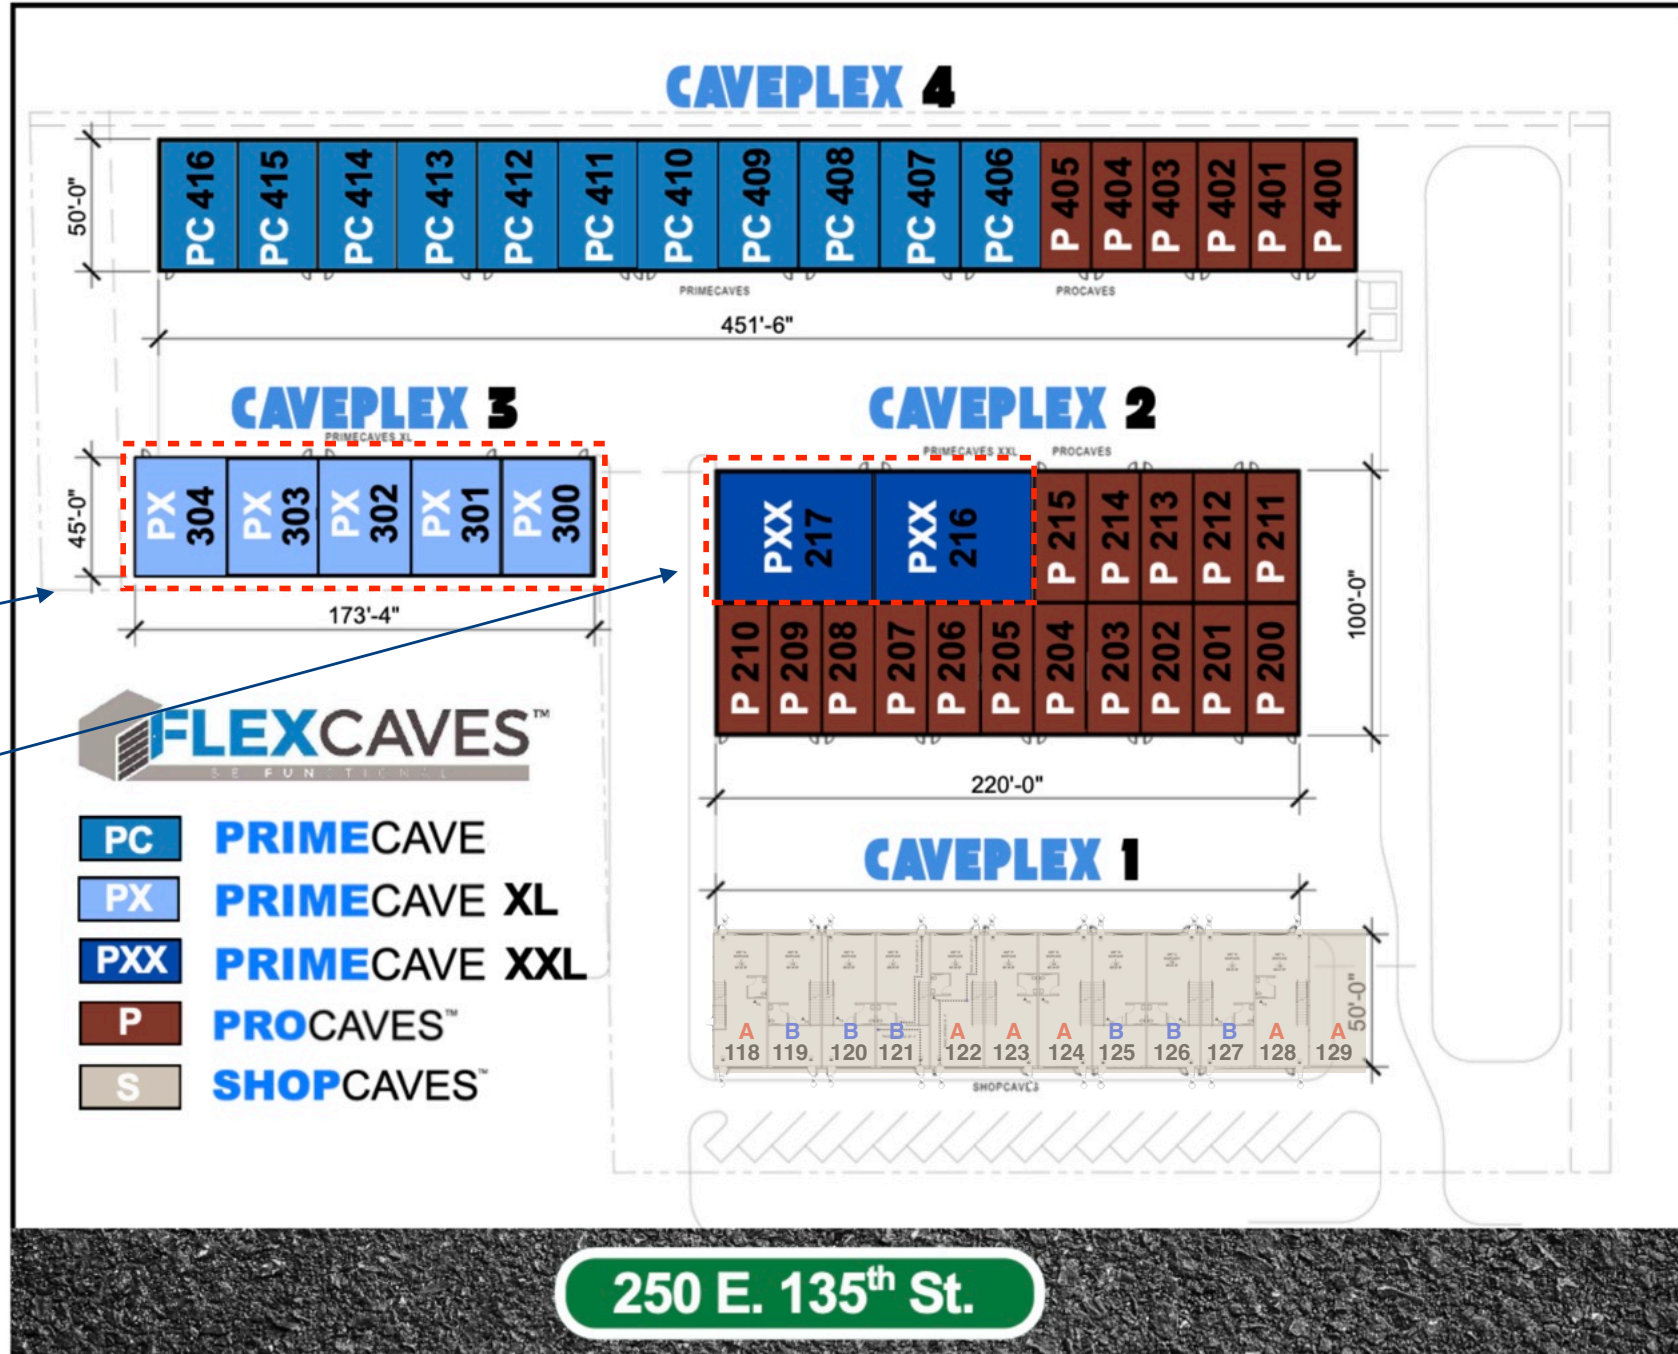 CAVEPLEX 4
50'-0"
PC 416 PC 415 PC 414 PC 413 PC 412 PC 411 PC 410 PC 409 PC 408 PC 407 PC 406 P 405 P 404 P 403 P 402 P 401 P 400
PRIMECAVES PROCAVES
451'-6"
CAVEPLEX 3
PRIMECAVES XL
45'-0"
PX 304 PX 303 PX 302 PX 301 PX 300
173'-4"
CAVEPLEX 2
PRIMECAVES XXL PROCAVES
PXX 217 PXX 216 P 215 P 214 P 213 P 212 P 211
P 210 P 209 P 208 P 207 P 206 P 205 P 204 P 203 P 202 P 201 P 200
100'-0"
220'-0"
FLEXCAVES™
BE FUNCTIONAL
PC PRIMECAVE
PX PRIMECAVE XL
PXX PRIMECAVE XXL
P PROCAVES™
S SHOPCAVES™
CAVEPLEX 1
A B B B A A A B B B A A
118 119 120 121 122 123 124 125 126 127 128 129
50'-0"
SHOPCAVES
250 E. 135th St.